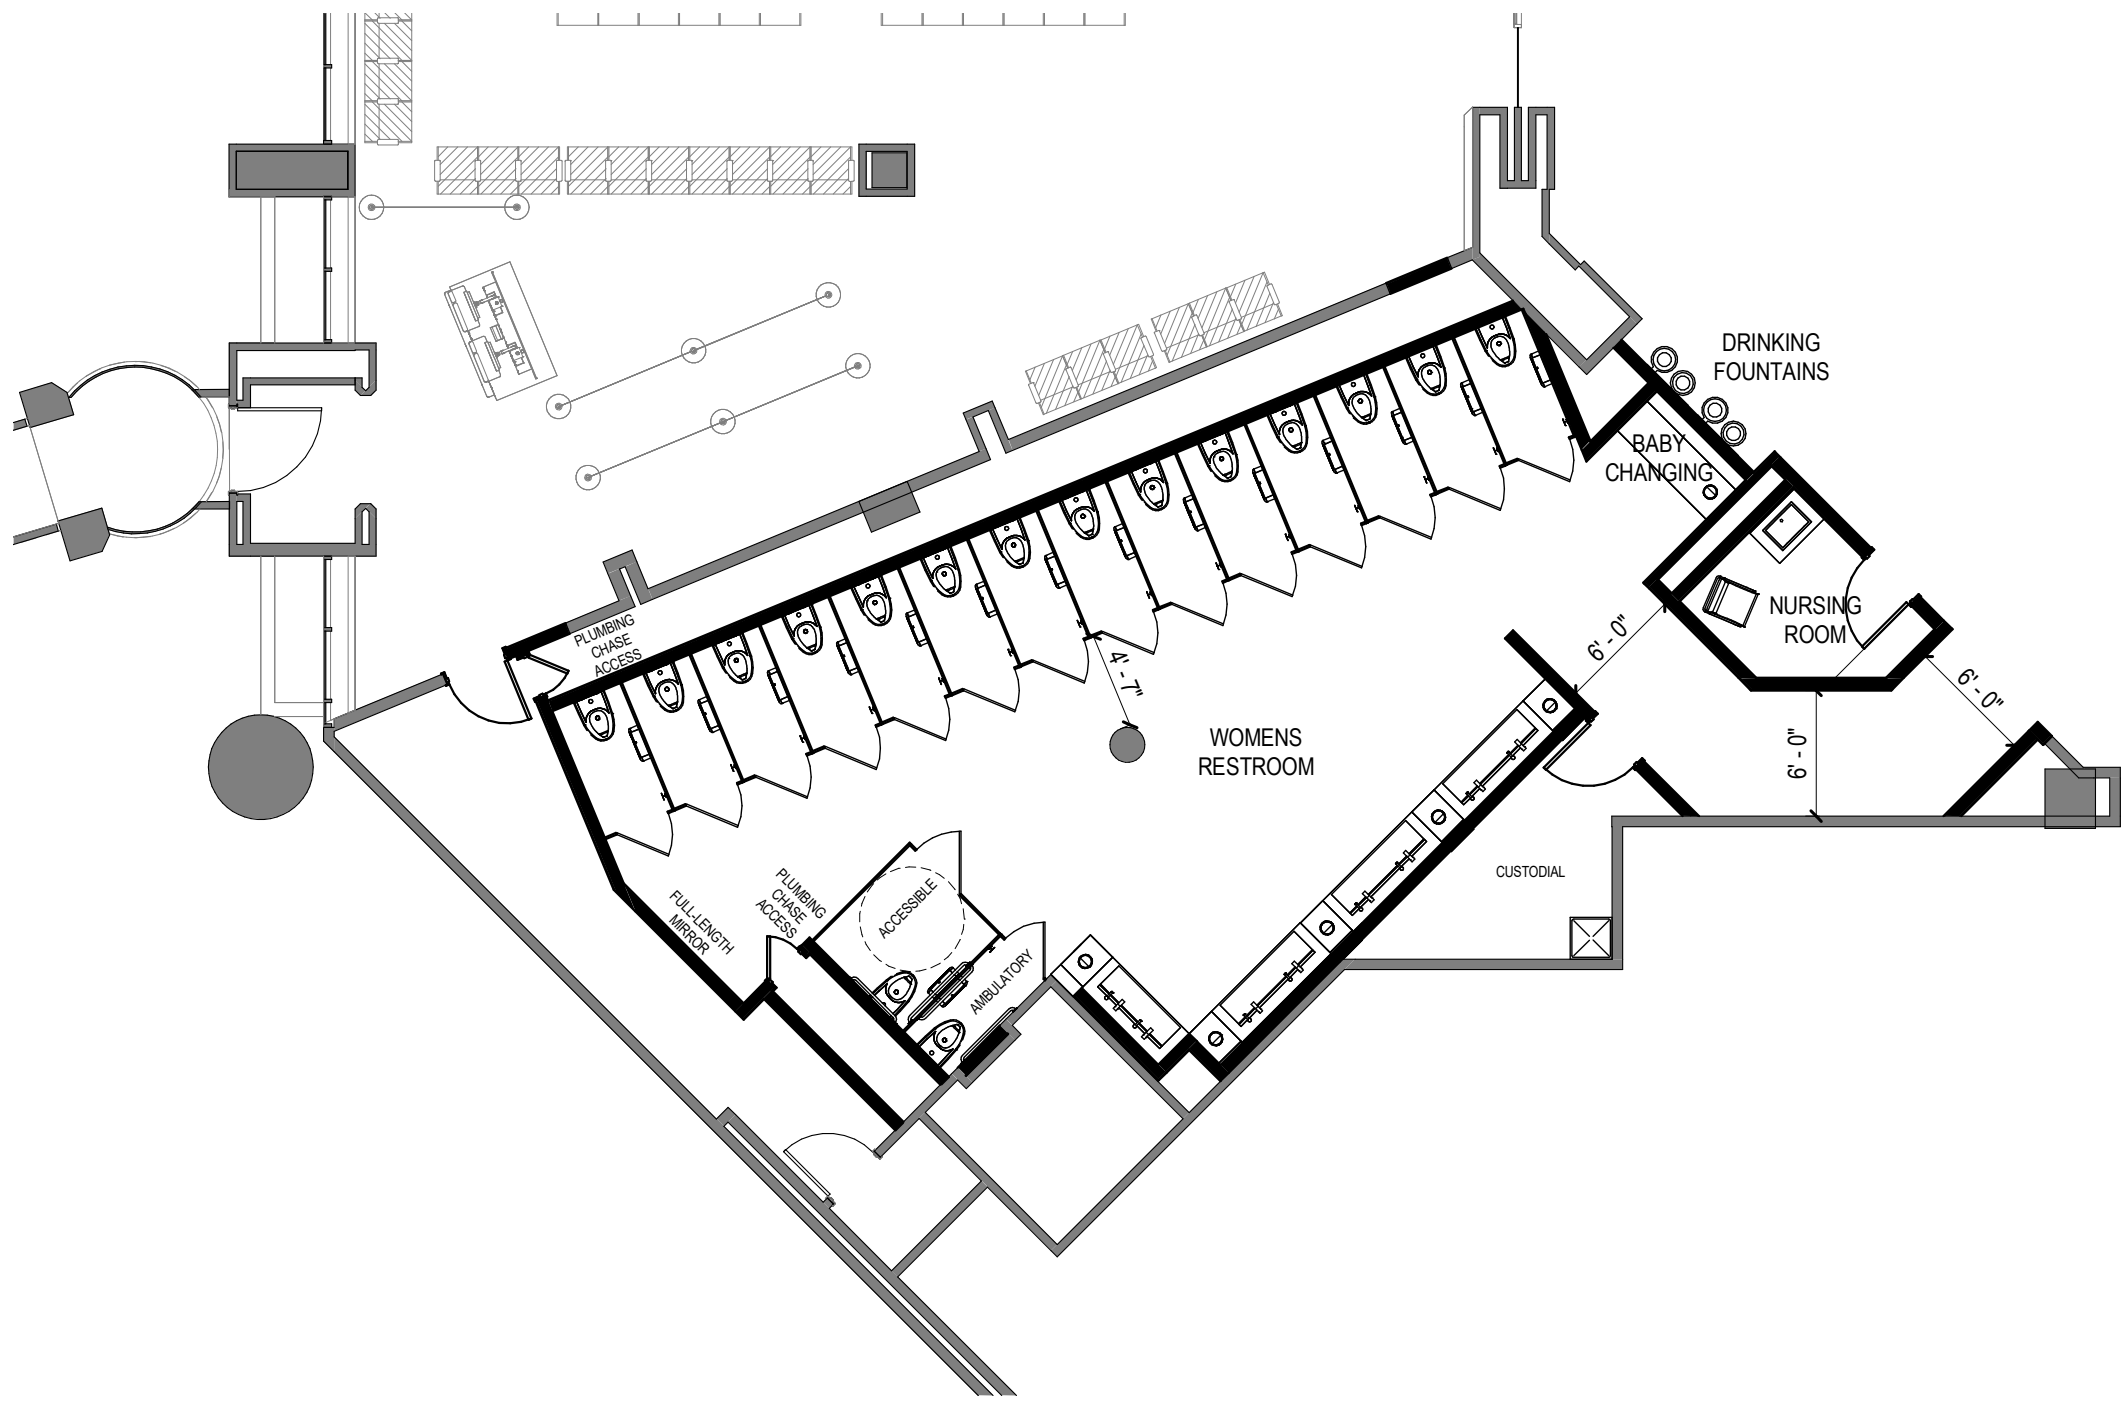 DRINKING
FOUNTAINS
BABY
CHANGING
NURSING
ROOM
PLUMBING
CHASE
ACCESS
6' - 0"
4' - 7"
6' - 0"
6' - 0"
WOMENS
RESTROOM
CUSTODIAL
PLUMBING
CHASE
ACCESS
ACCESSIBLE
FULL-LENGTH
MIRROR
AMBULATORY